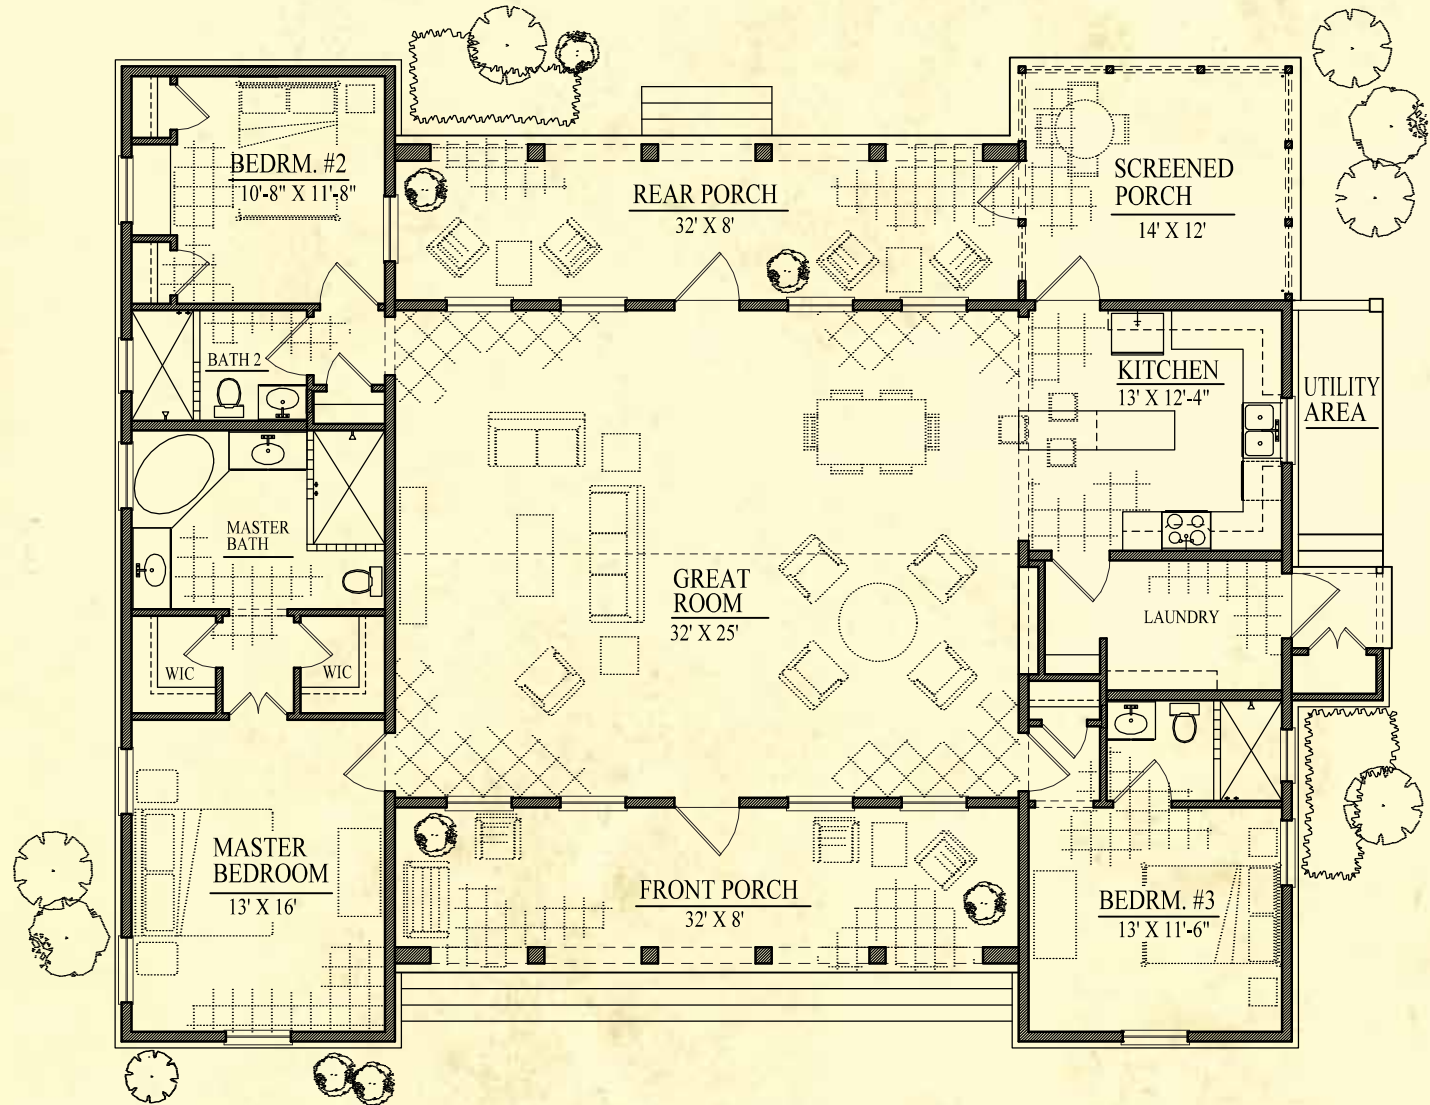 BEDRM. #2
10'-8" X 11'-8"
REAR PORCH
32' X 8'
SCREENED
PORCH
14' X 12'
BATH 2
KITCHEN
13' X 12'-4"
UTILITY
AREA
MASTER
BATH
GREAT
ROOM
32' X 25'
LAUNDRY
WIC
WIC
MASTER
BEDROOM
13' X 16'
FRONT PORCH
32' X 8'
BEDRM. #3
13' X 11'-6"